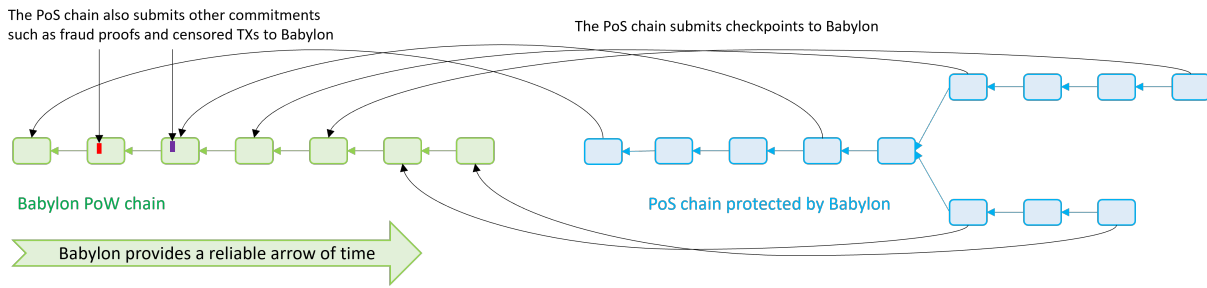 The PoS chain also submits other commitments
such as fraud proofs and censored TXs to Babylon
The PoS chain submits checkpoints to Babylon
Babylon PoW chain
PoS chain protected by Babylon
Babylon provides a reliable arrow of time